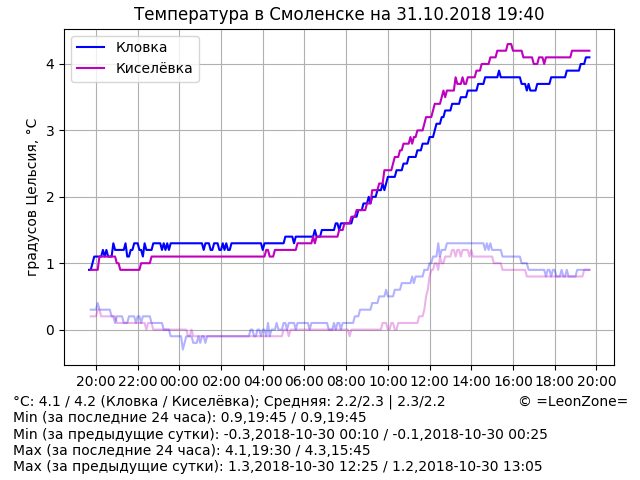 Температура в Смоленске на 31.10.2018 19:40
Кловка
Киселёвка
градусов Цельсия, °C
4
3
2
1
0
20:00 22:00 00:00 02:00 04:00 06:00 08:00 10:00 12:00 14:00 16:00 18:00 20:00
°C: 4.1 / 4.2 (Кловка / Киселёвка); Средняя: 2.2/2.3 | 2.3/2.2 © =LeonZone=
Min (за последние 24 часа): 0.9,19:45 / 0.9,19:45
Min (за предыдущие сутки): -0.3,2018-10-30 00:10 / -0.1,2018-10-30 00:25
Max (за последние 24 часа): 4.1,19:30 / 4.3,15:45
Max (за предыдущие сутки): 1.3,2018-10-30 12:25 / 1.2,2018-10-30 13:05